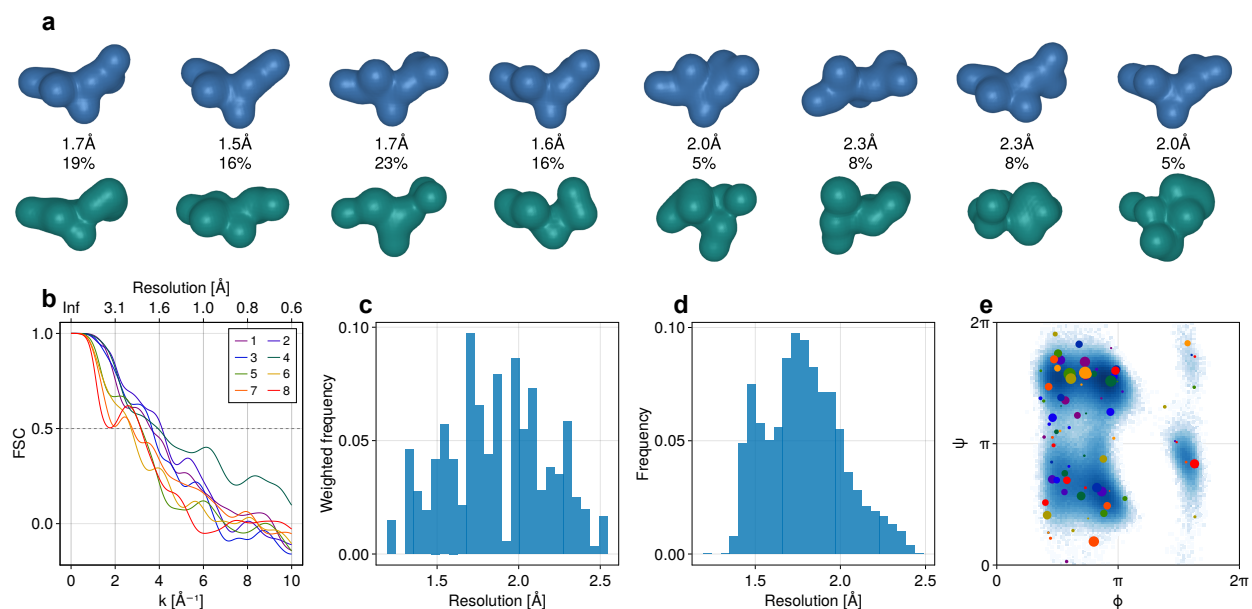 a
1.7Å 1.5Å 1.7Å 1.6Å 2.0Å 2.3Å 2.3Å 2.0Å
19% 16% 23% 16% 5% 8% 8% 5%
b
Resolution [Å]
Inf 3.1 1.6 1.0 0.8 0.6
1.0
0.5
0.0
FSC
1 2
3 4
5 6
7 8
0 2 4 6 8 10
k [Å⁻¹]
c
0.10
0.05
0.00
Weighted frequency
1.5 2.0 2.5
Resolution [Å]
d
0.10
0.05
0.00
Frequency
1.5 2.0 2.5
Resolution [Å]
e
2π
π
0
ψ
0 π 2π
ϕ